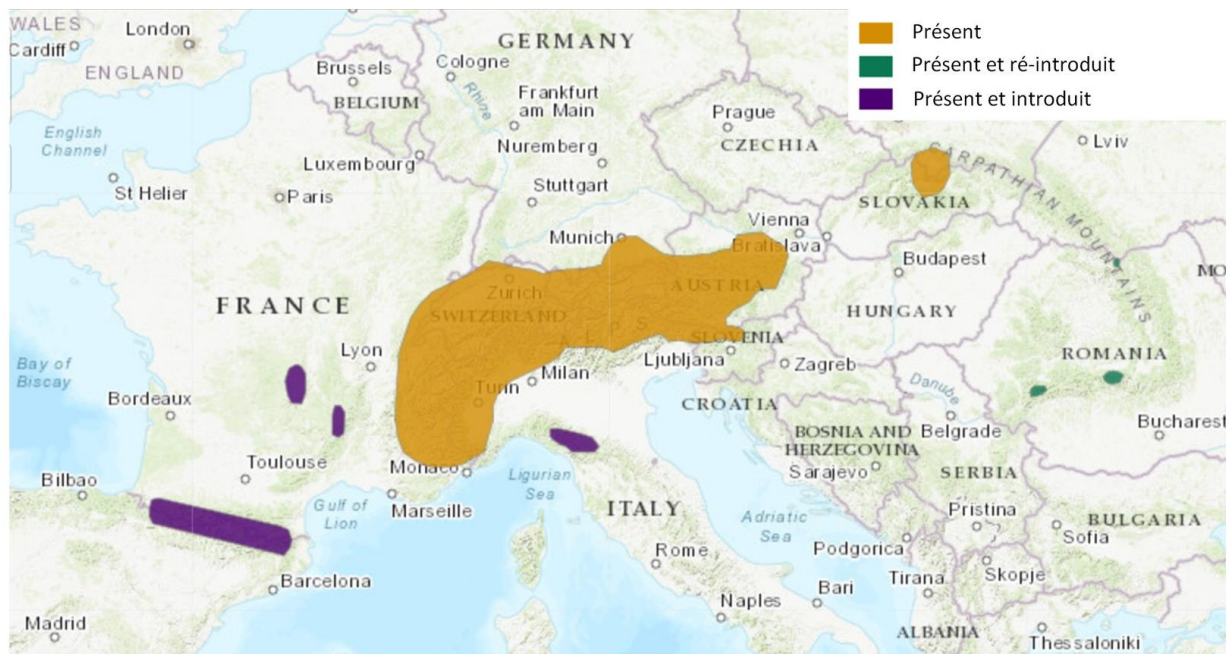 WALES
London
Cardiff
ENGLAND
English
Channel
St Helier
Brussels
BELGIUM
Luxembourg
Paris
GERMANY
Cologne
Rhine
Frankfurt
am Main
Nuremberg
Stuttgart
Munich
Prague
CZECHIA
Présent
Présent et ré-introduit
Présent et introduit
Lviv
CARPATHIAN MOUNTAINS
SLOVAKIA
Vienna
Bratislava
Budapest
AUSTRIA
HUNGARY
MO
FRANCE
Zurich
SWITZERLAND
ALPS
SLOVENIA
Ljubljana
Zagreb
ROMANIA
Lyon
Milan
Turin
Bay of
Biscay
Bordeaux
CROATIA
Danube
Belgrade
Bucharest
BOSNIA AND
HERZEGOVINA
Sarajevo
SERBIA
Toulouse
Monaco
Bilbao
Gulf of
Lion
Marseille
Ligurian
Sea
ITALY
Adriatic
Sea
Pristina
Sofia
BULGARIA
Podgorica
Skopje
Rome
Barcelona
Tirana
Bari
Madrid
Naples
ALBANIA
Thessaloniki